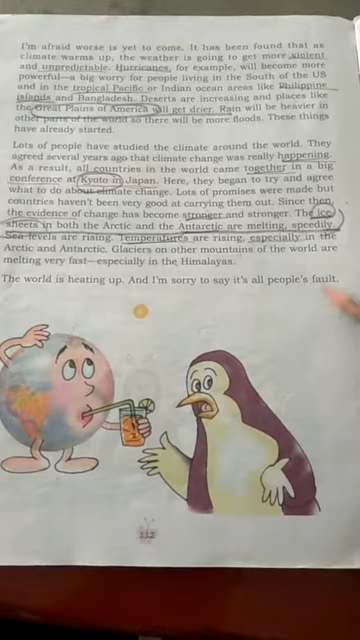 I'm afraid worse is yet to come. It has been found that as
climate warms up, the weather is going to get more violent
and unpredictable. Hurricanes, for example, will become more
powerful—a big worry for people living in the South of the US
and in the tropical Pacific or Indian ocean areas like Philippine
islands and Bangladesh. Deserts are increasing and places like
the Great Plains of America will get drier. Rain will be heavier in
other parts of the world so there will be more floods. These things
have already started.
Lots of people have studied the climate around the world. They
agreed several years ago that climate change was really happening.
As a result, all countries in the world came together in a big
conference at Kyoto in Japan. Here, they began to try and agree
what to do about climate change. Lots of promises were made but
countries haven't been very good at carrying them out. Since then,
the evidence of change has become stronger and stronger. The ice
sheets in both the Arctic and the Antarctic are melting, speedily.
Sea levels are rising. Temperatures are rising, especially in the
Arctic and Antarctic. Glaciers on other mountains of the world are
melting very fast—especially in the Himalayas.
The world is heating up. And I'm sorry to say it's all people's fault.
112